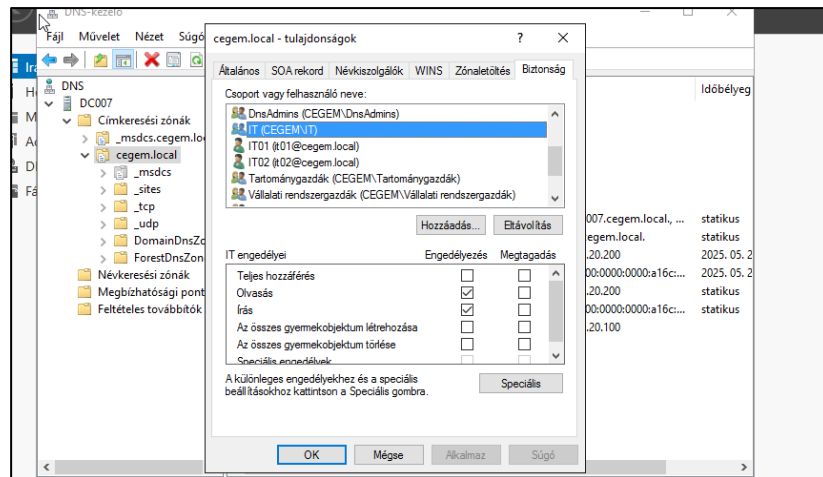 DNS-kezelő
Fájl Művelet Nézet Súgó
DNS
DC007
Címkeresési zónák
_msdcs.cegem.lo
cegem.local
_msdcs
_sites
_tcp
_udp
DomainDnsZo
ForestDnsZon
Névkeresési zónák
Megbízhatósági pont
Feltételes továbbítók
cegem.local - tulajdonságok ? ×
Általános SOA rekord Névkiszolgálók WINS Zónaletöltés Biztonság
Csoport vagy felhasználó neve:
DnsAdmins (CEGEM\DnsAdmins)
IT (CEGEM\IT)
IT01 (it01@cegem.local)
IT02 (it02@cegem.local)
Tartománygazdák (CEGEM\Tartománygazdák)
Vállalati rendszergazdák (CEGEM\Vállalati rendszergazdák)
Hozzáadás... Eltávolítás
IT engedélyei Engedélyezés Megtagadás
Teljes hozzáférés
Olvasás
Írás
Az összes gyermekobjektum létrehozása
Az összes gyermekobjektum törlése
Speciális engedélyek
A különleges engedélyekhez és a speciális
beállításokhoz kattintson a Speciális gombra.
Speciális
OK Mégse Alkalmaz Súgó
Időbélyeg
007.cegem.local., ... statikus
egem.local. statikus
.20.200 2025. 05. 2
00:0000:0000:a16c:... 2025. 05. 2
.20.200 statikus
00:0000:0000:a16c:... statikus
.20.100